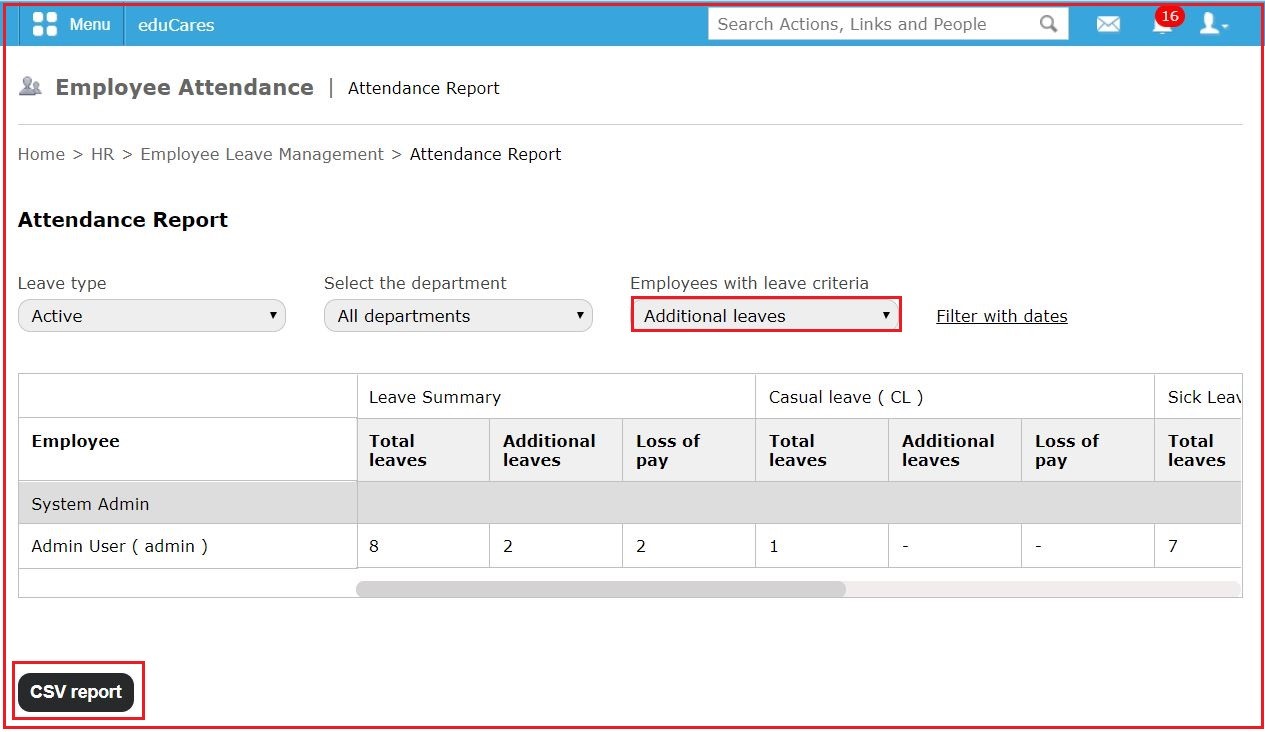 Menu eduCares Search Actions, Links and People 16
Employee Attendance | Attendance Report
Home > HR > Employee Leave Management > Attendance Report
Attendance Report
Leave type Select the department Employees with leave criteria
Active All departments Additional leaves Filter with dates
Leave Summary Casual leave ( CL ) Sick Leav
Employee Total leaves Additional leaves Loss of pay Total leaves Additional leaves Loss of pay Total leaves
System Admin
Admin User ( admin ) 8 2 2 1 - - 7
CSV report